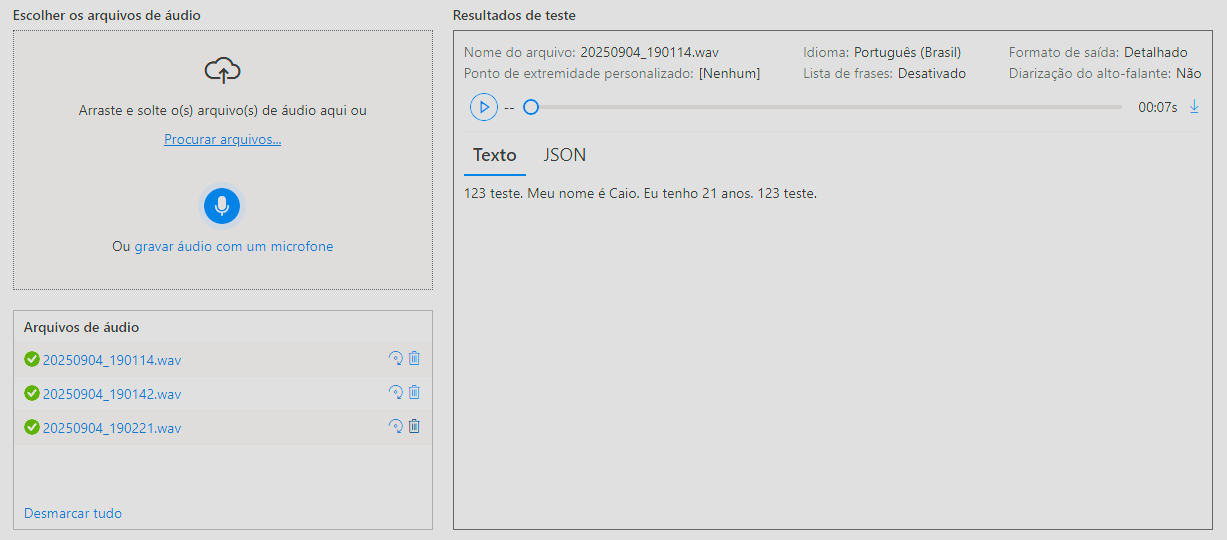 Escolher os arquivos de áudio
Arraste e solte o(s) arquivo(s) de áudio aqui ou
Procurar arquivos...
Ou gravar áudio com um microfone
Arquivos de áudio
20250904_190114.wav
20250904_190142.wav
20250904_190221.wav
Desmarcar tudo
Resultados de teste
Nome do arquivo: 20250904_190114.wav Idioma: Português (Brasil) Formato de saída: Detalhado
Ponto de extremidade personalizado: [Nenhum] Lista de frases: Desativado Diarização do alto-falante: Não
-- 00:07s
Texto JSON
123 teste. Meu nome é Caio. Eu tenho 21 anos. 123 teste.